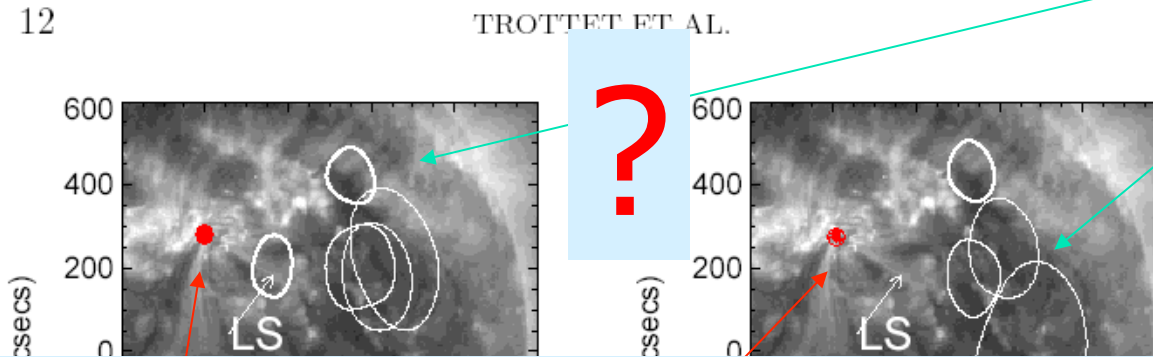 12 TROTTET ET AL.
?
600 600
400 400
200 200
LS LS
0 0
csecs) csecs)